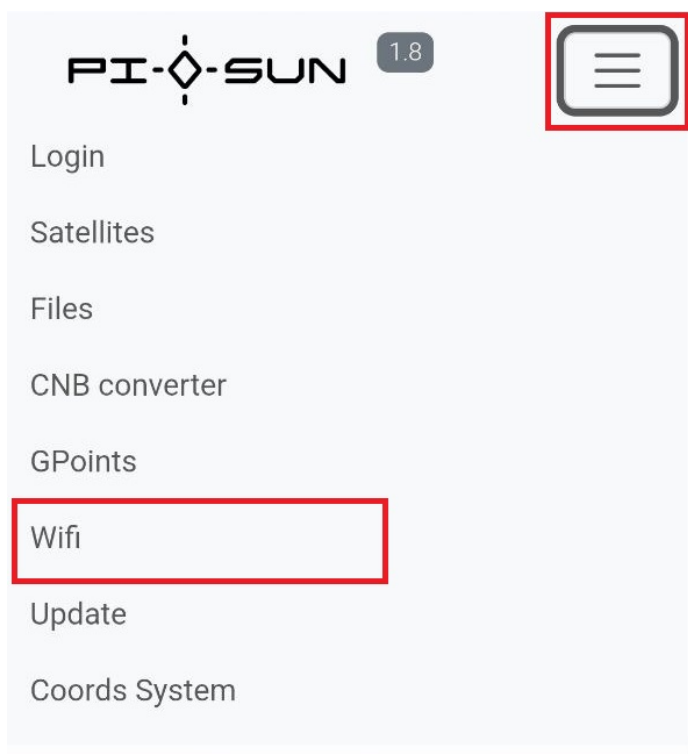 PI-SUN 1.8
Login
Satellites
Files
CNB converter
GPoints
Wifi
Update
Coords System